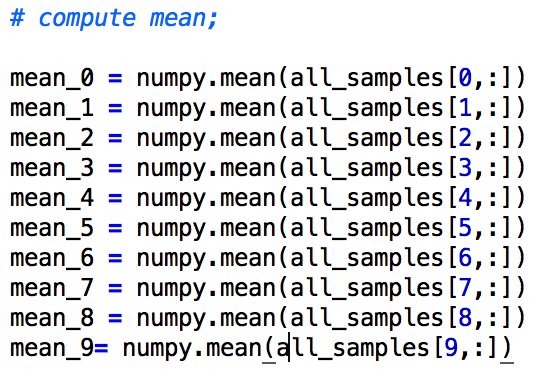 # compute mean;
mean_0 = numpy.mean(all_samples[0,:])
mean_1 = numpy.mean(all_samples[1,:])
mean_2 = numpy.mean(all_samples[2,:])
mean_3 = numpy.mean(all_samples[3,:])
mean_4 = numpy.mean(all_samples[4,:])
mean_5 = numpy.mean(all_samples[5,:])
mean_6 = numpy.mean(all_samples[6,:])
mean_7 = numpy.mean(all_samples[7,:])
mean_8 = numpy.mean(all_samples[8,:])
mean_9= numpy.mean(all_samples[9,:])